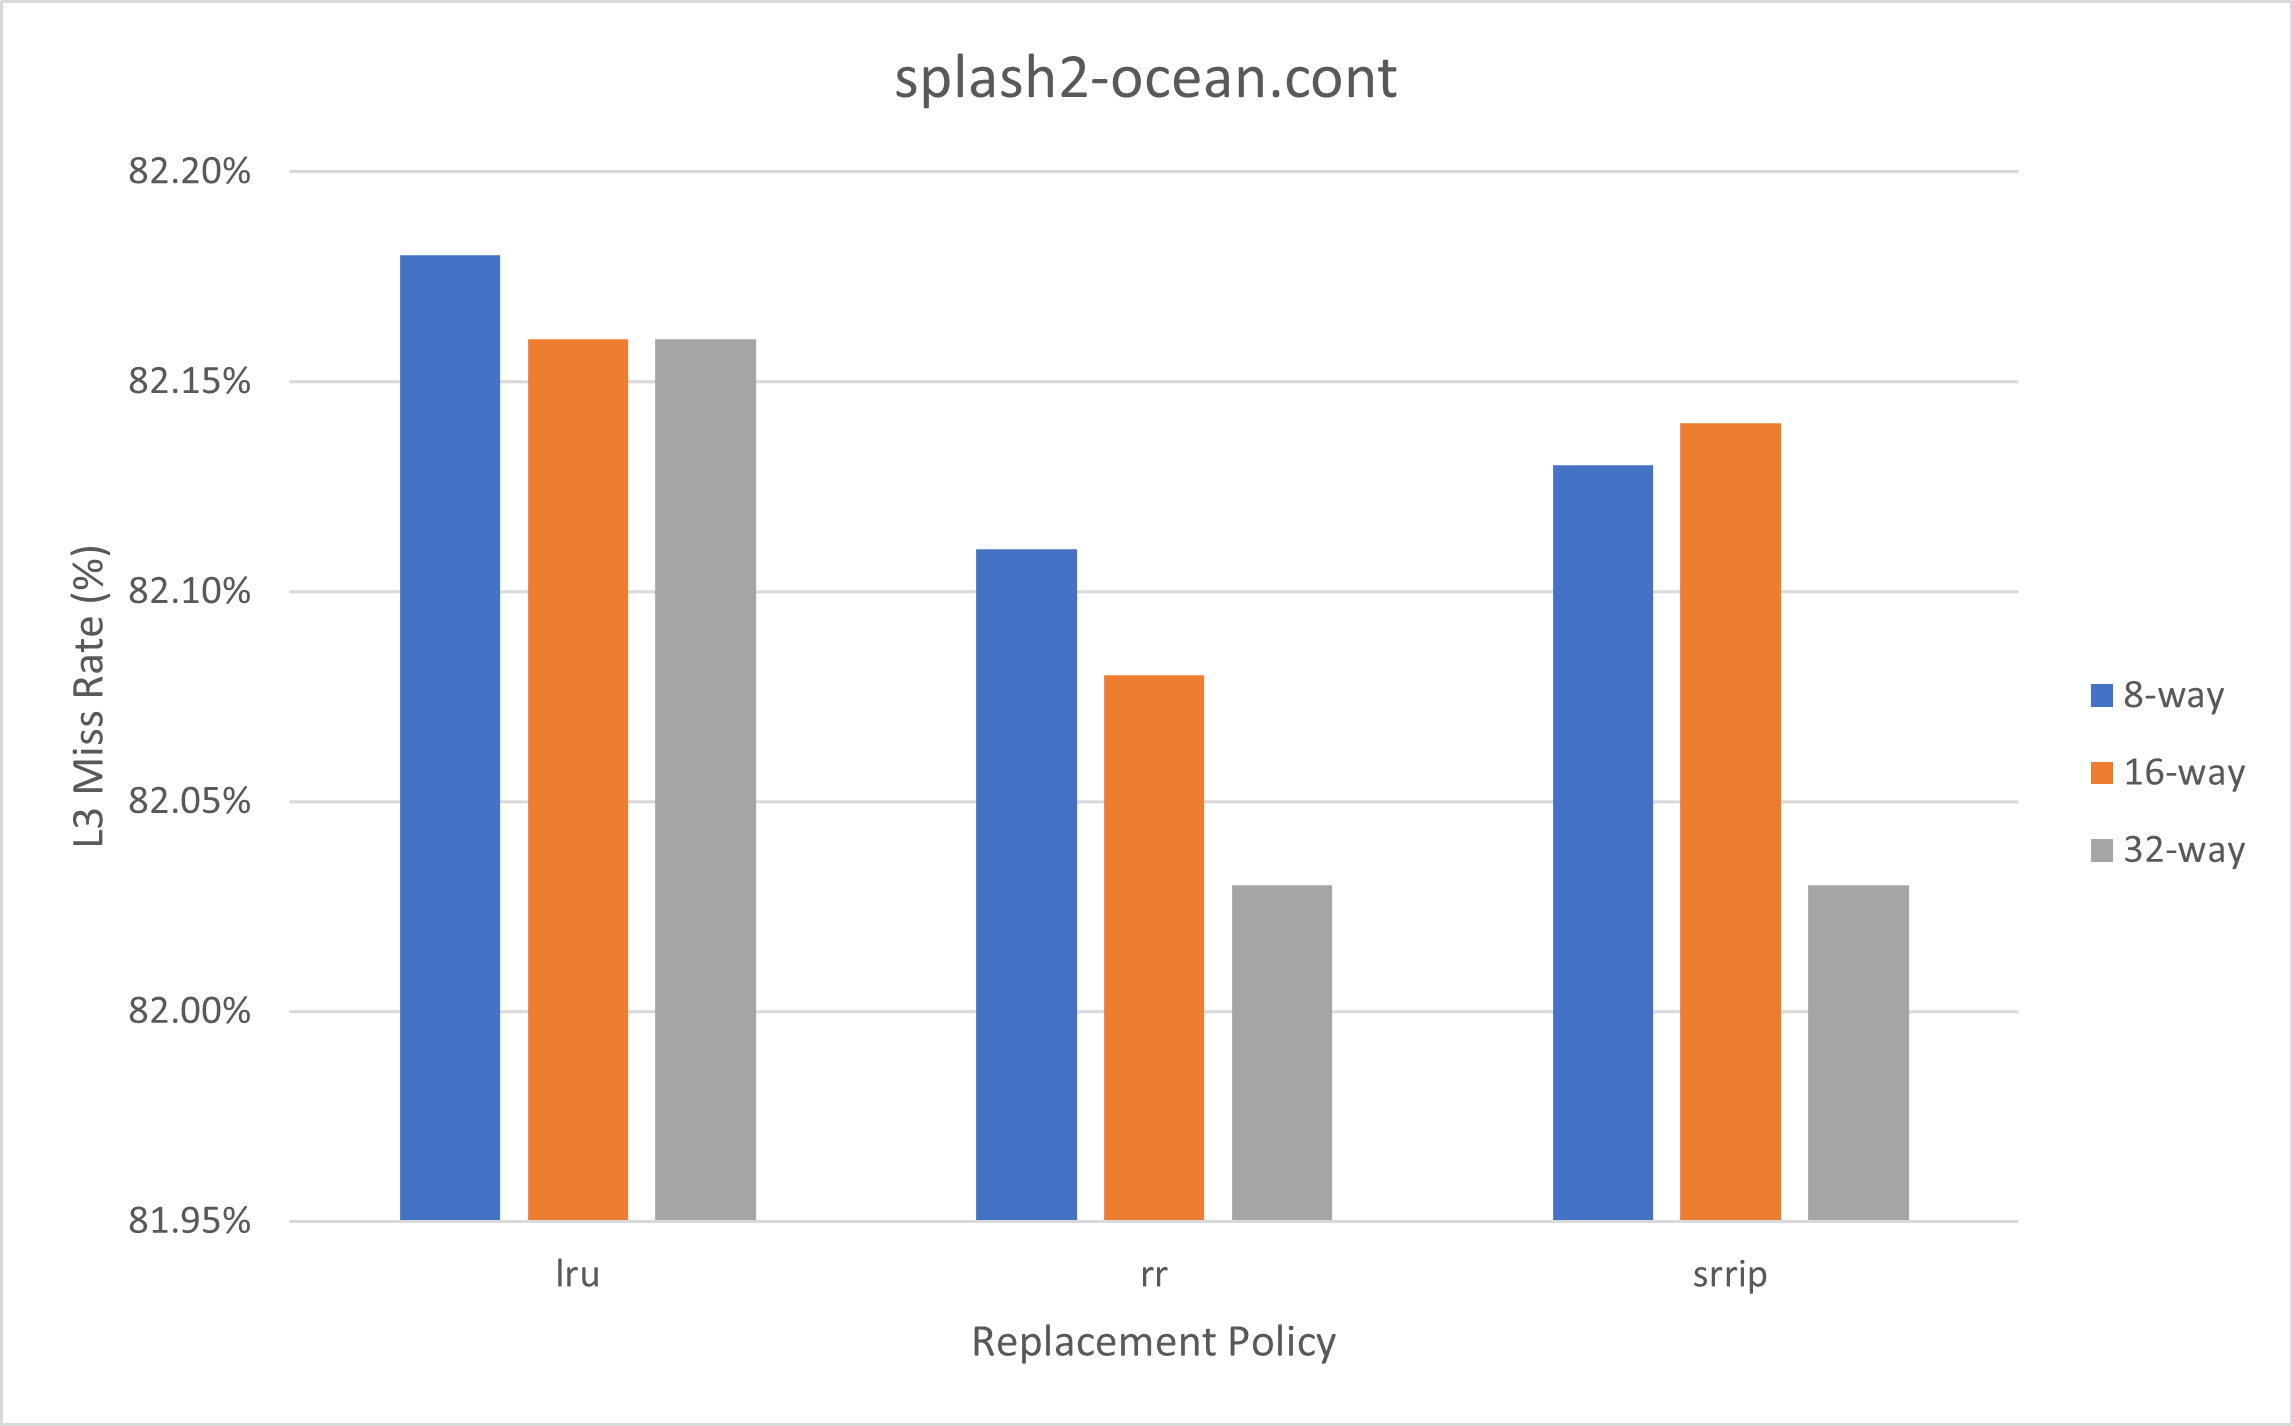 splash2-ocean.cont
L3 Miss Rate (%)
82.20%
82.15%
82.10%
82.05%
82.00%
81.95%
lru
rr
srrip
Replacement Policy
8-way
16-way
32-way